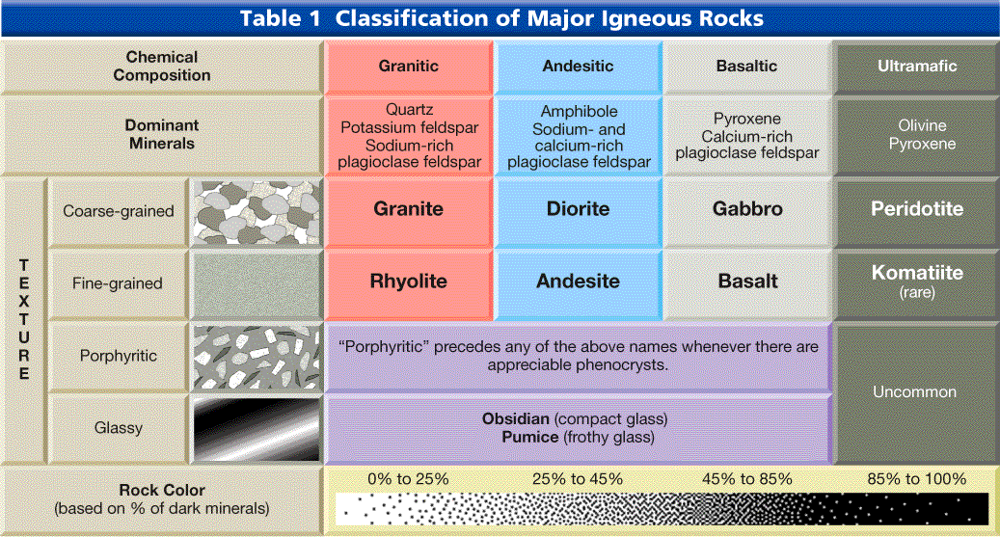 Table 1  Classification of Major Igneous Rocks
Chemical
Composition
Granitic
Andesitic
Basaltic
Ultramafic
Dominant
Minerals
Quartz
Potassium feldspar
Sodium-rich
plagioclase feldspar
Amphibole
Sodium- and
calcium-rich
plagioclase feldspar
Pyroxene
Calcium-rich
plagioclase feldspar
Olivine
Pyroxene
TEXTURE
Coarse-grained
Granite
Diorite
Gabbro
Peridotite
Fine-grained
Rhyolite
Andesite
Basalt
Komatiite
(rare)
Porphyritic
“Porphyritic” precedes any of the above names whenever there are
appreciable phenocrysts.
Uncommon
Glassy
Obsidian (compact glass)
Pumice (frothy glass)
Rock Color
(based on % of dark minerals)
0% to 25%
25% to 45%
45% to 85%
85% to 100%